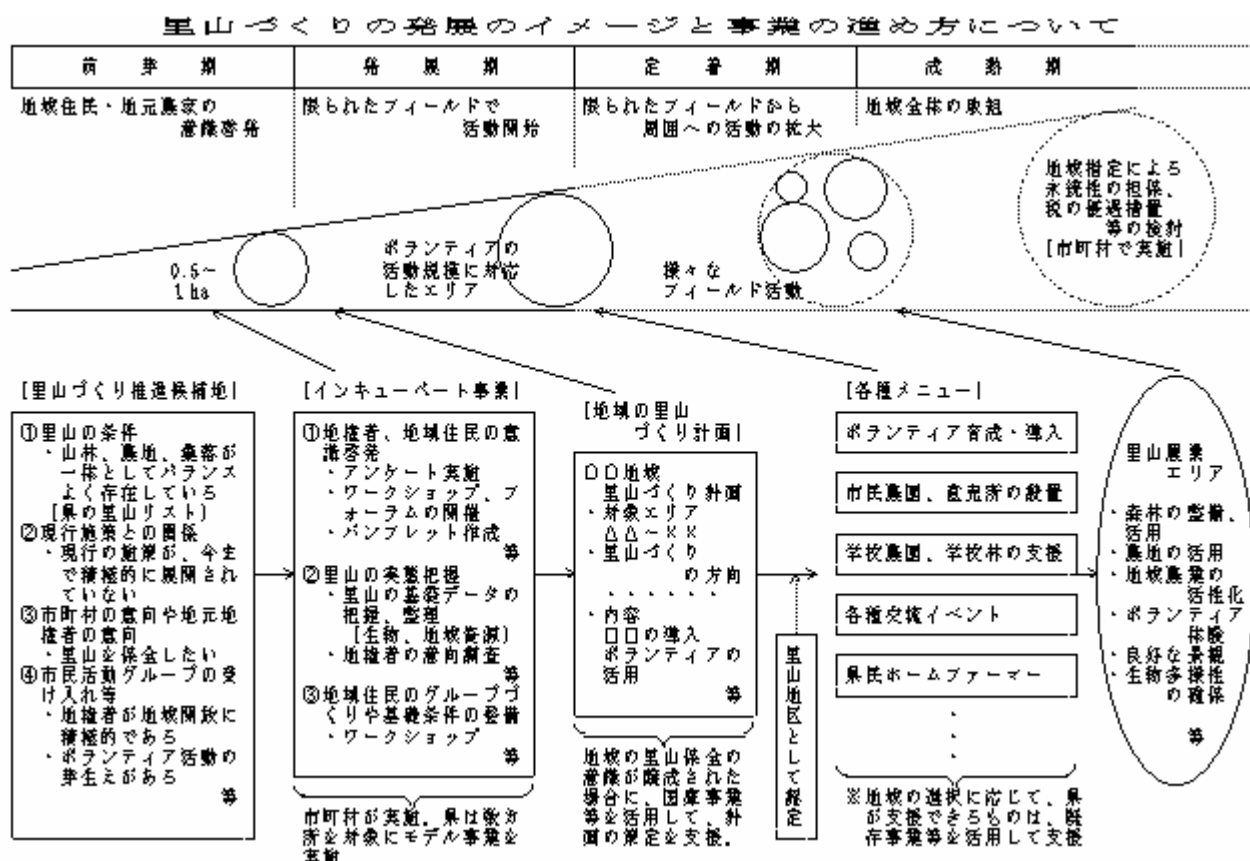 里山づくりの発展のイメージと事業の進め方について
萌芽期
発展期
定着期
成熟期
地域住民・地元農家の
意識啓発
限られたフィールドで
活動開始
限られたフィールドから
周囲への活動の拡大
地域全体の取組
0.5~
1ha
ボランティアの
活動規模に対応
したエリア
様々な
フィールド活動
地域指定による
永続性の担保、
税の優遇措置
等の検討
[市町村で実施]
[里山づくり推進候補地]
①里山の条件
・山林、農地、集落が
一体としてバランス
よく存在している
[県の里山リスト)
②現行施策との関係
・現行の施策が、今ま
で積極的に展開され
ていない
③市町村の意向や地元地
権者の意向
・里山を保全したい
④市民活動グループの受
け入れ等
・地権者が地域開放に
積極的である
・ボランティア活動の
芽生えがある
等
[インキューベート事業]
①地権者、地域住民の意
識啓発
・アンケート実施
・ワークショップ、フ
ォーラムの開催
・パンフレット作成
等
②里山の実態把握
・里山の基礎データの
把握、整理
[生物、地域資源)
・地権者の意向調査
等
③地域住民のグループづ
くりや基礎条件の整備
・ワークショップ
等
市町村が実施。県は数カ
所を対象にモデル事業を
実施
[地域の里山
づくり計画]
〇〇地域
里山づくり計画
・対象エリア
△△~××
・里山づくり
の方向
・・・・・・
・内容
□□の導入
ボランティアの
活用
等
地域の里山保全の
意識が醸成された
場合に、国庫事業
等を活用して、計
画の策定を支援。
里山地区として認定
[各種メニュー]
ボランティア育成・導入
市民農園、直売所の設置
学校農園、学校林の支援
各種交流イベント
県民ホームファーマー
・
・
・
※地域の選択に応じて、県
が支援できるものは、既
存事業等を活用して支援
里山農業
エリア
・森林の整備、
活用
・農地の活用
・地域農業の
活性化
・ボランティア
体験
・良好な景観
・生物多様性
の確保
等